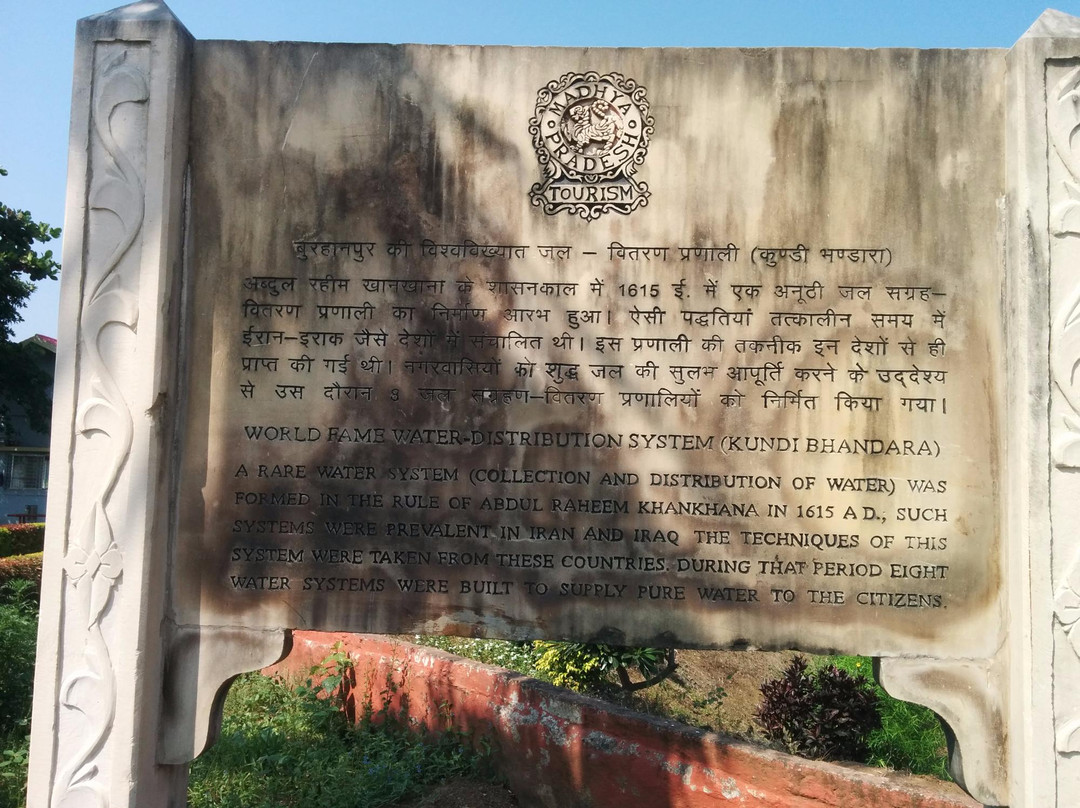 MADHYA
PRADESH
TOURISM
बुरहानपुर की विश्वविख्यात जल – वितरण प्रणाली (कुण्डी भण्डारा)
अब्दुल रहीम खानखाना के शासनकाल में 1615 ई. में एक अनूठी जल सग्रह–
वितरण प्रणाली का निर्माण आरभ हुआ। ऐसी पद्धतियां तत्कालीन समय में
ईरान–इराक जैसे देशों में सचालित थी। इस प्रणाली की तकनीक इन देशों से ही
प्राप्त की गई थी। नगरवासियों को शुद्ध जल की सुलभ आपूर्ति करने के उद्देश्य
से उस दौरान जल सग्रहण–वितरण प्रणालियों को निर्मित किया गया।
WORLD FAME WATER-DISTRIBUTION SYSTEM (KUNDI BHANDARA)
A RARE WATER SYSTEM (COLLECTION AND DISTRIBUTION OF WATER) WAS
FORMED IN THE RULE OF ABDUL RAHEEM KHANKHANA IN 1615 A D., SUCH
SYSTEMS WERE PREVALENT IN IRAN AND IRAQ THE TECHNIQUES OF THIS
SYSTEM WERE TAKEN FROM THESE COUNTRIES. DURING THAT PERIOD EIGHT
WATER SYSTEMS WERE BUILT TO SUPPLY PURE WATER TO THE CITIZENS.